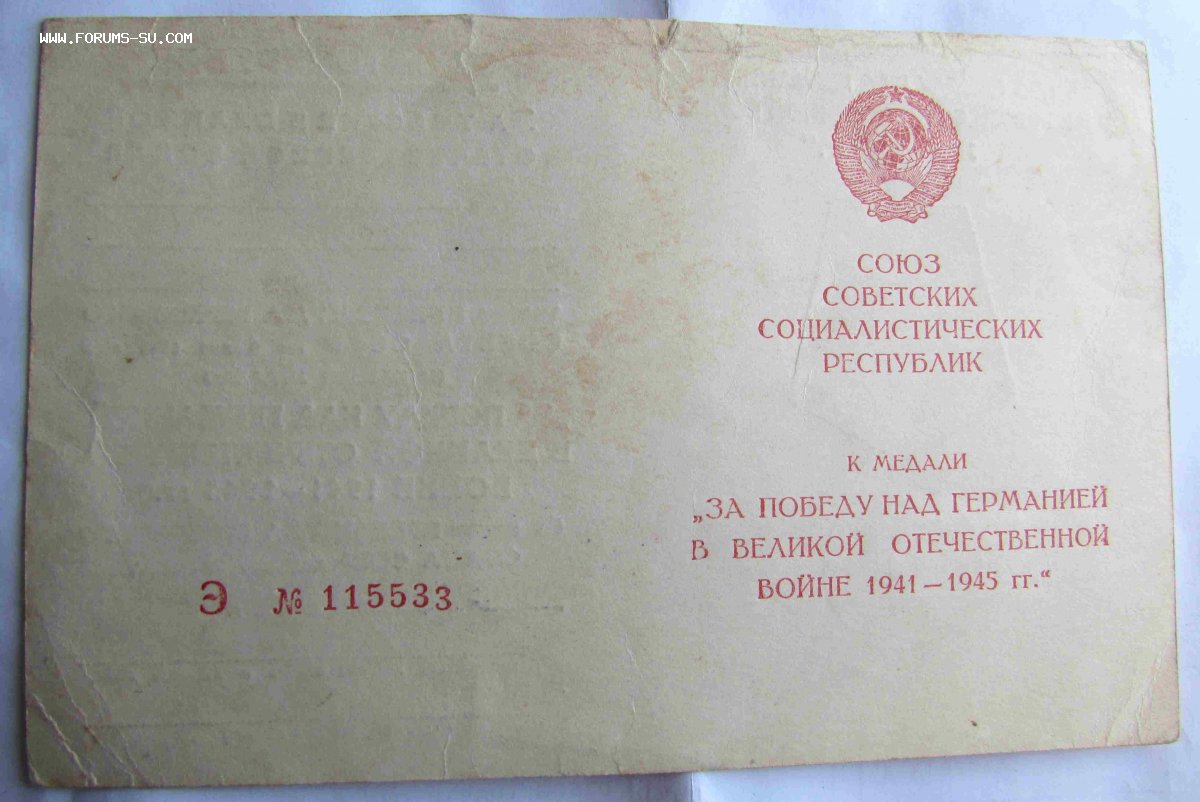 WWW.FORUMS-SU.COM
СОЮЗ
СОВЕТСКИХ
СОЦИАЛИСТИЧЕСКИХ
РЕСПУБЛИК
К МЕДАЛИ
„ЗА ПОБЕДУ НАД ГЕРМАНИЕЙ
В ВЕЛИКОЙ ОТЕЧЕСТВЕННОЙ
ВОЙНЕ 1941—1945 гг.“
Э № 115533